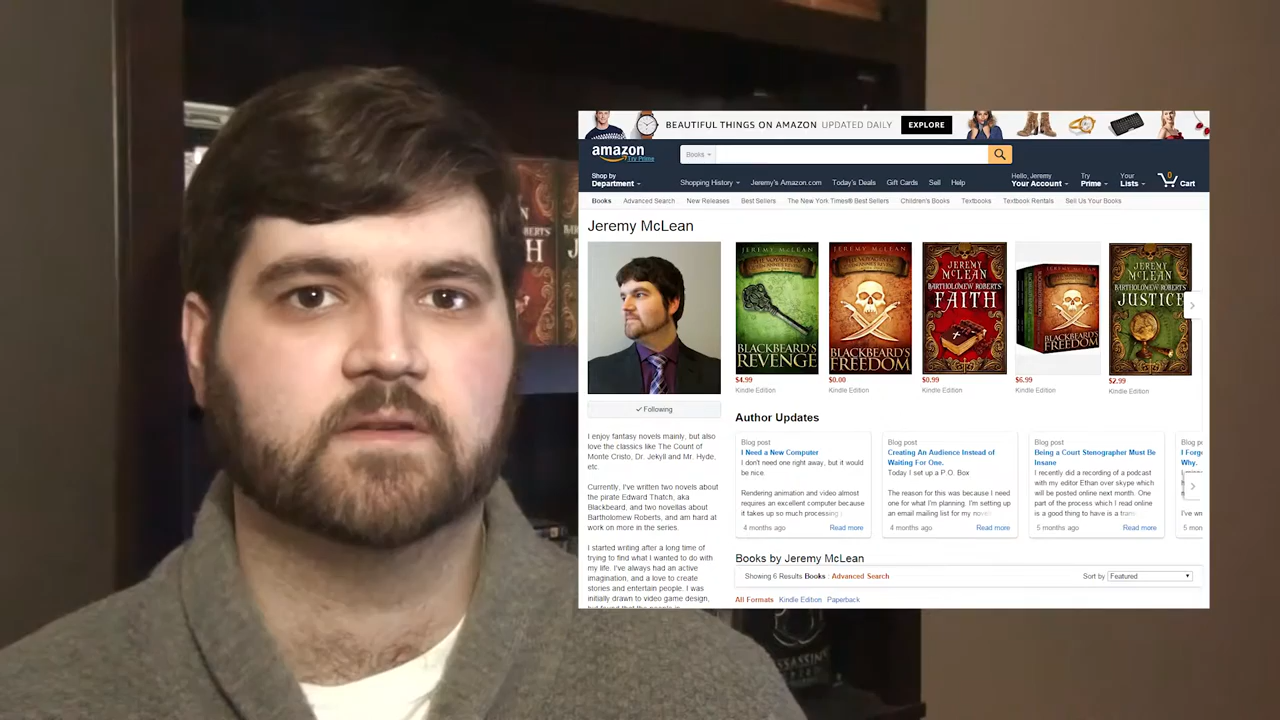 BEAUTIFUL THINGS ON AMAZON UPDATED DAILY EXPLORE
amazon
Try Prime
Books
Shop by
Department
Shopping History Jeremy's Amazon.com Today's Deals Gift Cards Sell Help
Hello, Jeremy
Your Account
Try
Prime
Your
Lists
0
Cart
Books Advanced Search New Releases Best Sellers The New York Times® Best Sellers Children's Books Textbooks Textbook Rentals Sell Us Your Books
Jeremy McLean
JEREMY McLEAN
BLACKBEARD'S
REVENGE
$4.99
Kindle Edition
JEREMY McLEAN
BLACKBEARD'S
FREEDOM
$0.00
Kindle Edition
JEREMY
McLEAN
BARTHOLOMEW ROBERTS'
FAITH
$0.99
Kindle Edition
BLACKBEARD'S
FREEDOM
$6.99
Kindle Edition
JEREMY
McLEAN
BARTHOLOMEW ROBERTS'
JUSTICE
$2.99
Kindle Edition
Following
I enjoy fantasy novels mainly, but also
love the classics like The Count of
Monte Cristo, Dr. Jekyll and Mr. Hyde,
etc.
Currently, I've written two novels about
the pirate Edward Thatch, aka
Blackbeard, and two novellas about
Bartholomew Roberts, and am hard at
work on more in the series.
I started writing after a long time of
trying to find what I wanted to do with
my life. I've always had an active
imagination, and a love to create
stories and entertain people. I was
initially drawn to video game design,
Author Updates
Blog post
I Need a New Computer
I don't need one right away, but it would
be nice.
Rendering animation and video almost
requires an excellent computer because
it takes up so much processing
4 months ago Read more
Blog post
Creating An Audience Instead of
Waiting For One.
Today I set up a P.O. Box
The reason for this was because I need
one for what I'm planning. I'm setting up
an email mailing list for my
4 months ago Read more
Blog post
Being a Court Stenographer Must Be
Insane
I recently did a recording of a podcast
with my editor Ethan over skype which
will be posted online next month. One
part of the process which I read online
is a good thing to have is a
5 months ago Read more
Blog p
I Forg
Why.
I've wr
5 mon
Books by Jeremy McLean
Showing 6 Results Books : Advanced Search
Sort by Featured
All Formats Kindle Edition Paperback